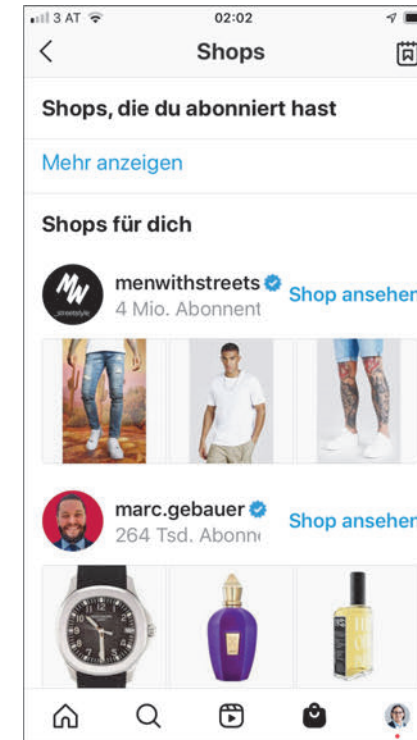 3 AT 02:02
Shops
Shops, die du abonniert hast
Mehr anzeigen
Shops für dich
MW
menwithstreets
Shop ansehen
4 Mio. Abonnent
marc.gebauer
Shop ansehen
264 Tsd. Abonn